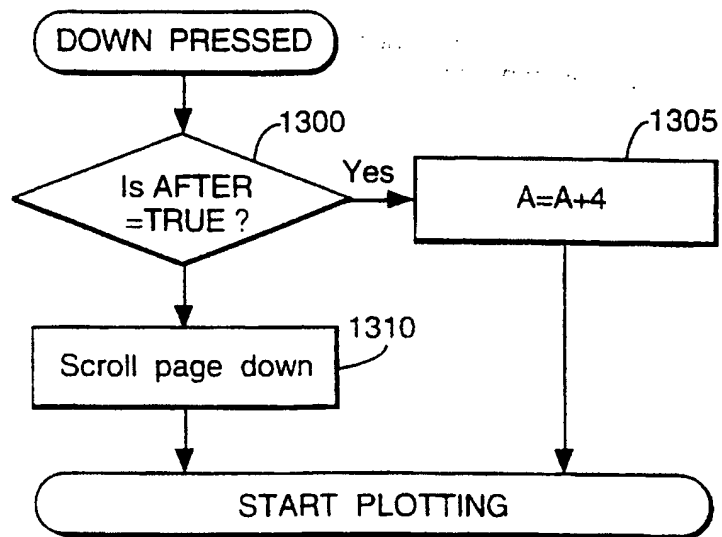 DOWN PRESSED
1300
1305
Is AFTER
=TRUE ?
Yes
A=A+4
1310
Scroll page down
START PLOTTING